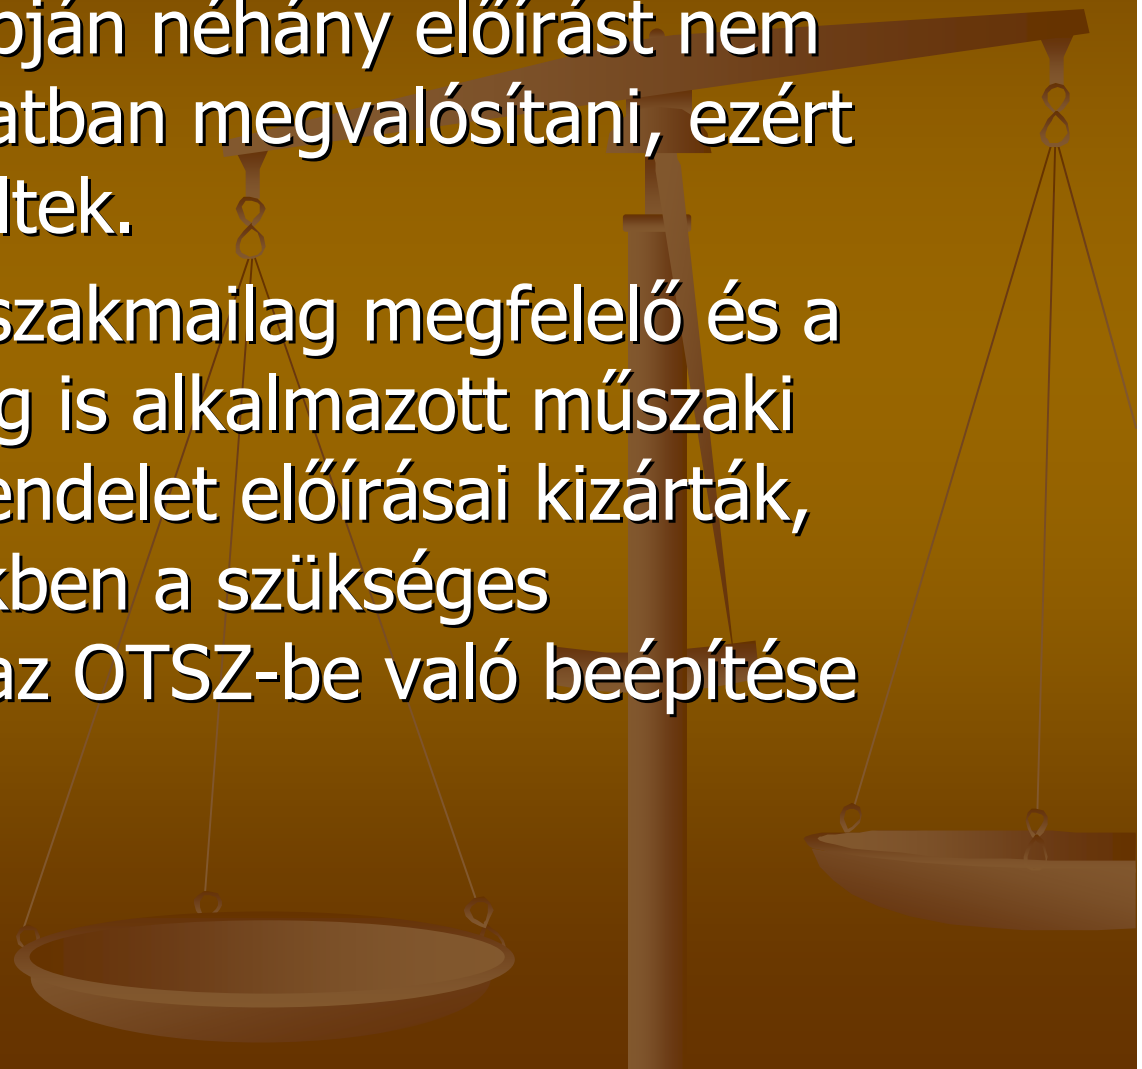 pján néhány előírást nem
atban megvalósítani, ezért
ltek.
szakmailag megfelelő és a
g is alkalmazott műszaki
endelet előírásai kizárták,
kben a szükséges
az OTSZ-be való beépítése